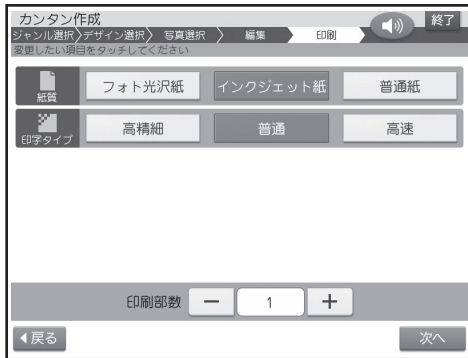 カンタン作成
終了
ジャンル選択〉デザイン選択〉 写真選択 〉 編集 印刷
変更したい項目をタッチしてください
紙質
フォト光沢紙 インクジェット紙 普通紙
印字タイプ
高精細 普通 高速
印刷部数 － 1 ＋
戻る 次へ